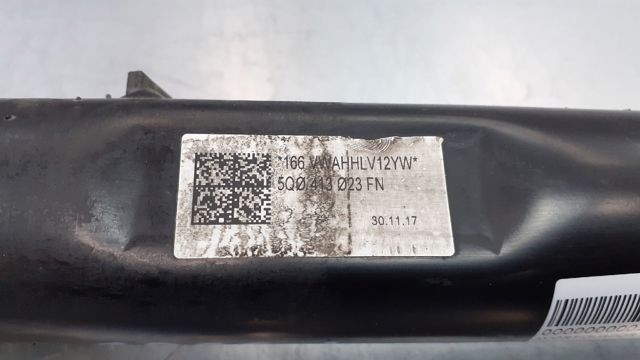 *166 VWAHHLV12YW*
5QØ 413 Ø23 FN
30.11.17